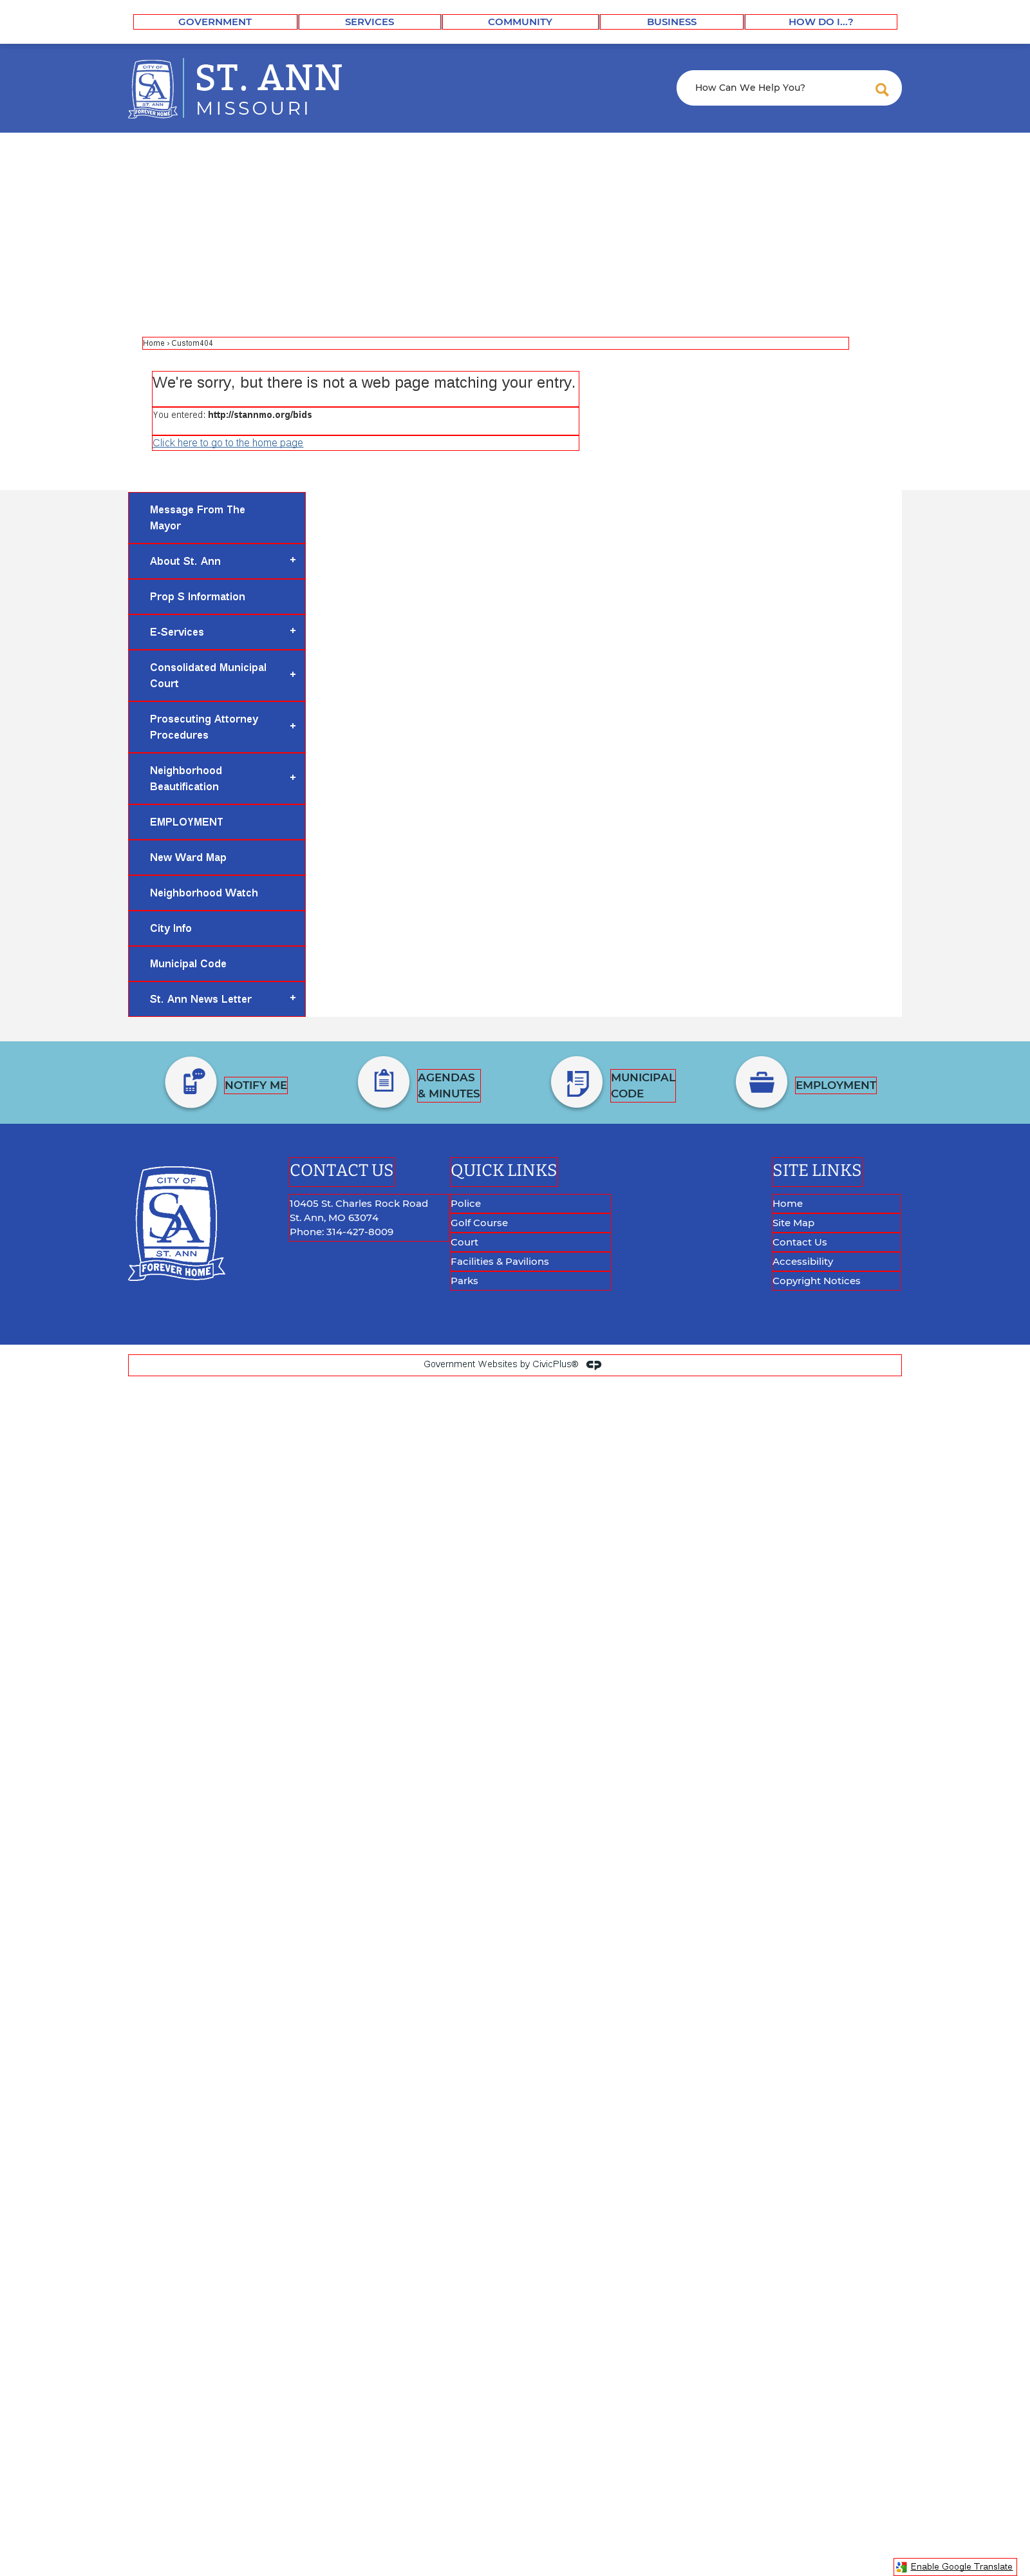 GOVERNMENT
SERVICES
COMMUNITY
BUSINESS
HOW DO I...?
CITY OF
SA
ST. ANN
FOREVER HOME
ST. ANN
MISSOURI
How Can We Help You?
Home › Custom404
We're sorry, but there is not a web page matching your entry.
You entered: http://stannmo.org/bids
Click here to go to the home page
Message From The
Mayor
About St. Ann +
Prop S Information
E-Services +
Consolidated Municipal
Court +
Prosecuting Attorney
Procedures +
Neighborhood
Beautification +
EMPLOYMENT
New Ward Map
Neighborhood Watch
City Info
Municipal Code
St. Ann News Letter +
NOTIFY ME
AGENDAS
& MINUTES
MUNICIPAL
CODE
EMPLOYMENT
CITY OF
SA
ST. ANN
FOREVER HOME
CONTACT US
10405 St. Charles Rock Road
St. Ann, MO 63074
Phone: 314-427-8009
QUICK LINKS
Police
Golf Course
Court
Facilities & Pavilions
Parks
SITE LINKS
Home
Site Map
Contact Us
Accessibility
Copyright Notices
Government Websites by CivicPlus®
Enable Google Translate